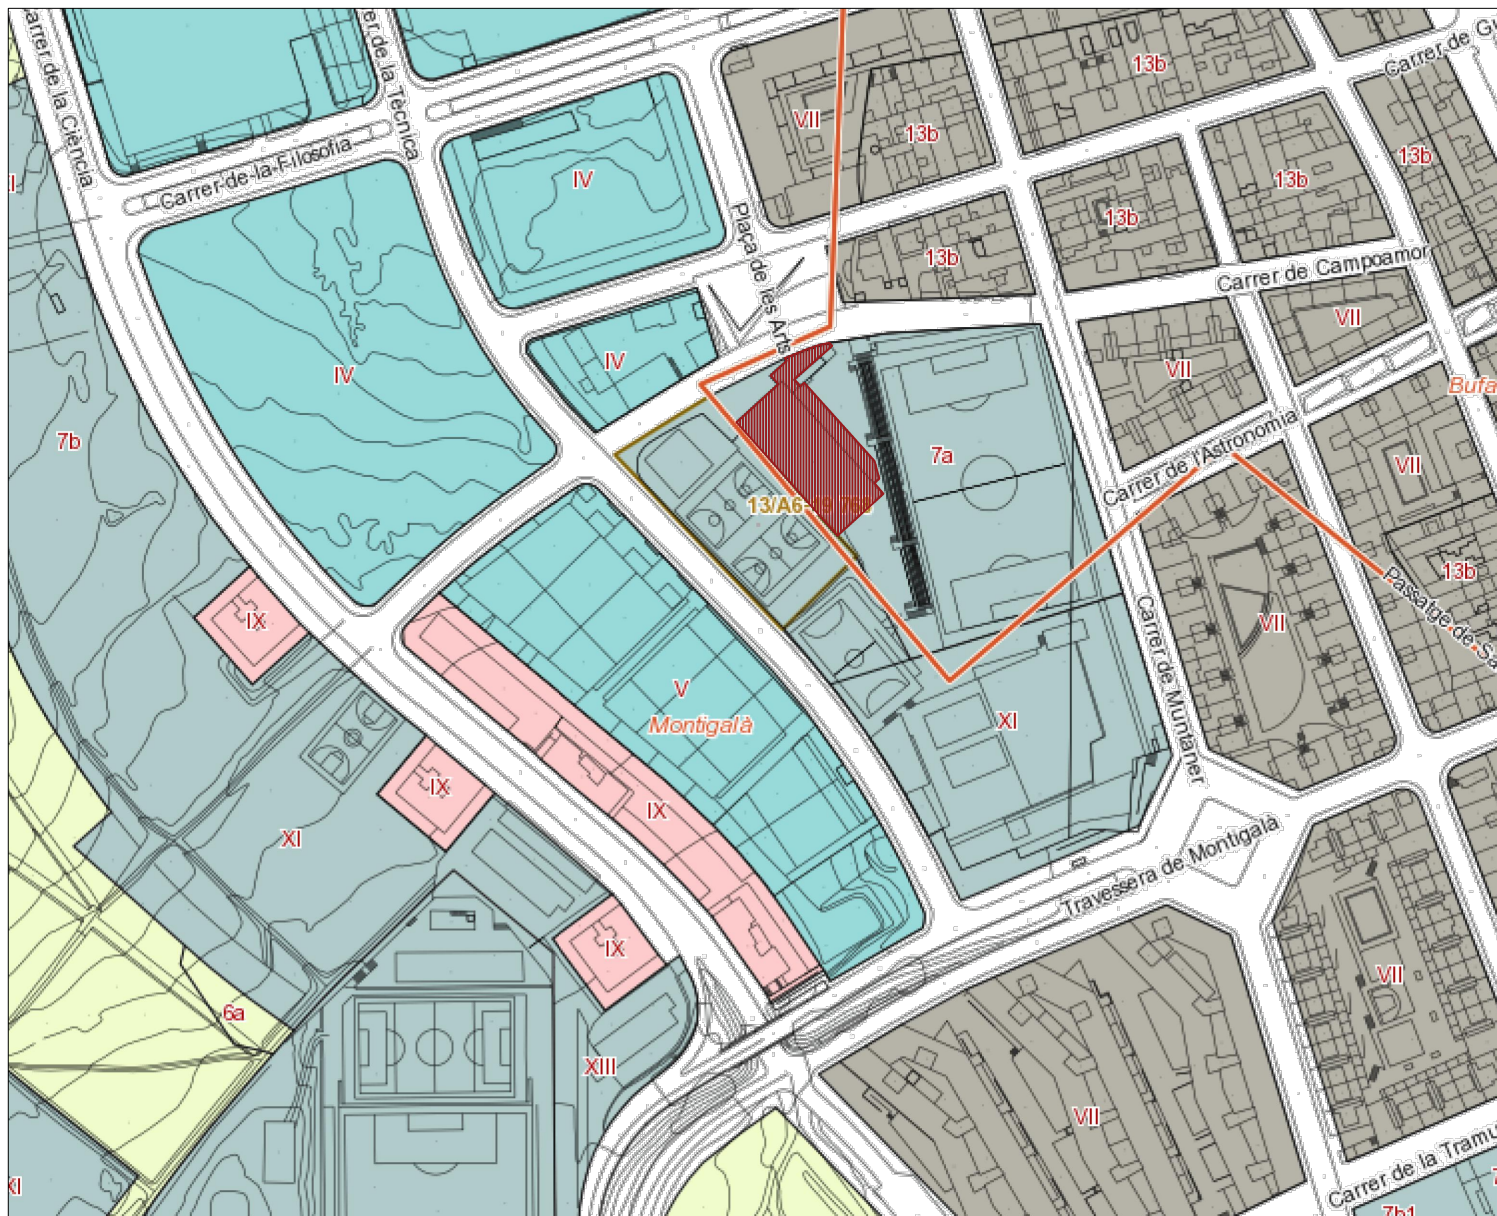 Carrer de la Ciència
Carrer de la Tècnica
Carrer-de-la-Filosofia
IV
VII
13b
13b
13b
13b
13b
13b
Carrer de
Plaça de les Arts
Carrer de Campoamor
VII
IV
IV
VII
7b
7a
Carrer de l'Astronomia
VII
13/A6-
13b
Passatge de
IX
VII
V
Montigalà
XI
Carrer de Muntaner
IX
IX
XI
Travessera de Montigalà
IX
VII
6a
XIII
VII
Carrer de la
7b1